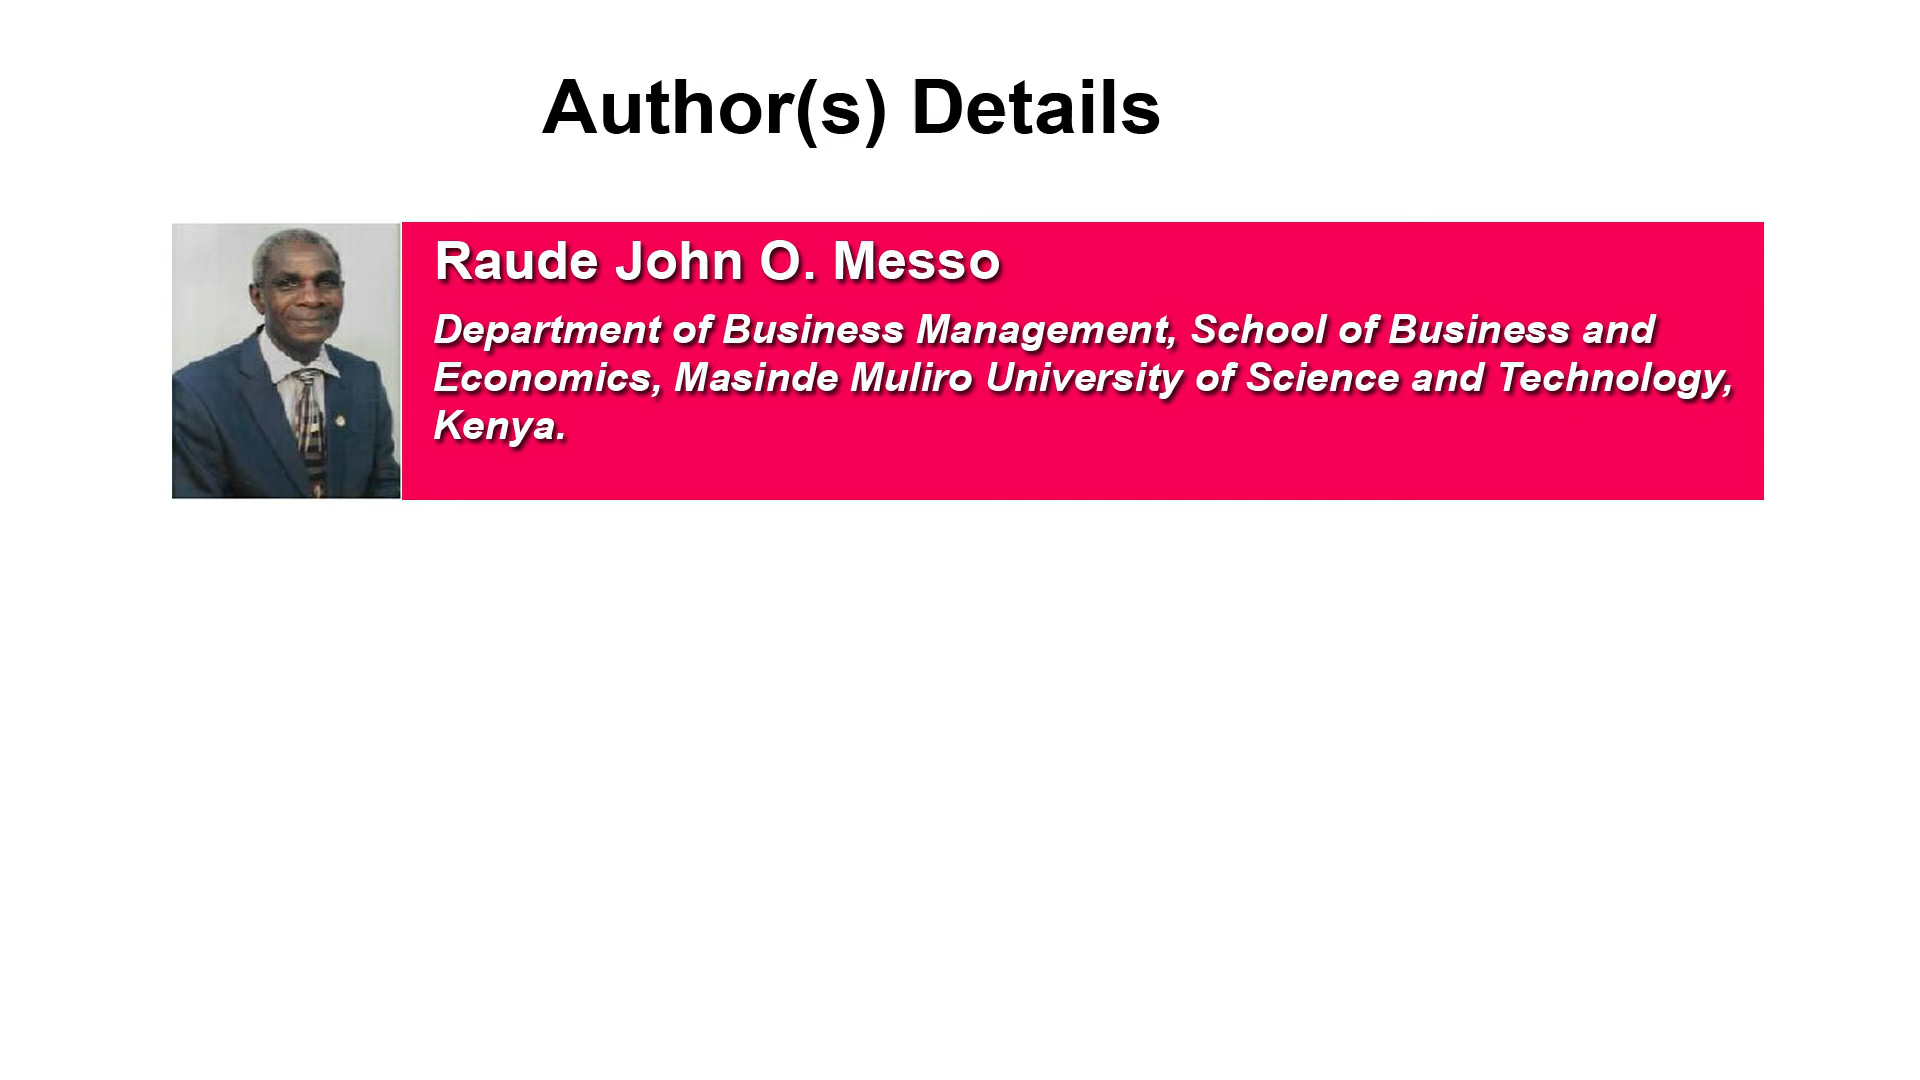 Author(s) Details
Raude John O. Messo
Department of Business Management, School of Business and
Economics, Masinde Muliro University of Science and Technology,
Kenya.